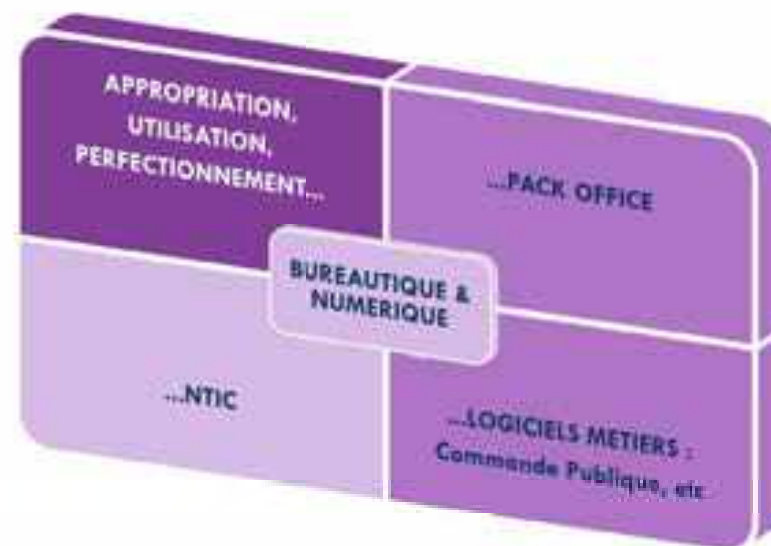 APPROPRIATION,
UTILISATION,
PERFECTIONNEMENT...
...PACK OFFICE
BUREAUTIQUE &
NUMERIQUE
...NTIC
...LOGICIELS METIERS :
Commande Publique, etc